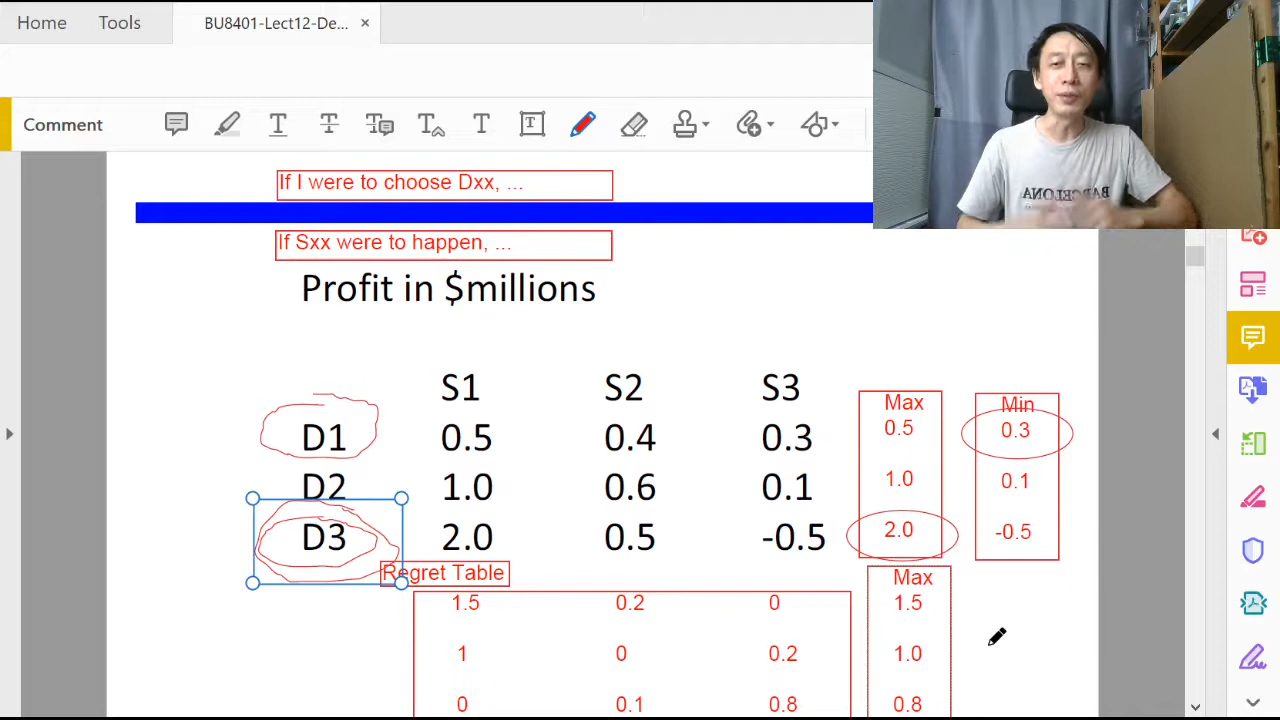 Home Tools BU8401-Lect12-De... ×
Comment
If I were to choose Dxx, ...
If Sxx were to happen, ...
Profit in $millions
S1 S2 S3 Max Min
D1 0.5 0.4 0.3 0.5 0.3
D2 1.0 0.6 0.1 1.0 0.1
D3 2.0 0.5 -0.5 2.0 -0.5
Regret Table Max
1.5 0.2 0 1.5
1 0 0.2 1.0
0 0.1 0.8 0.8
BARCELONA